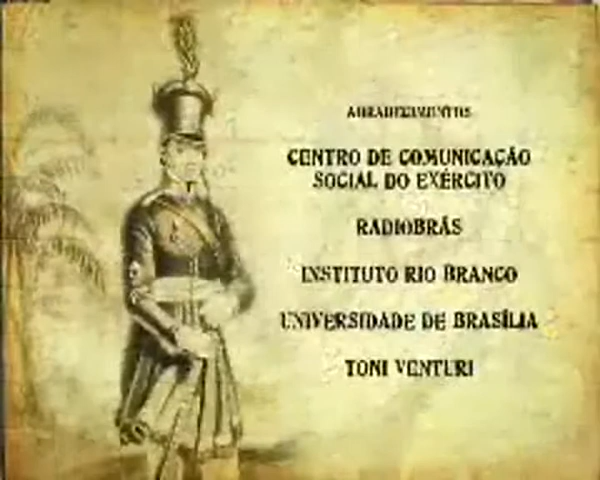 AGRADECIMENTOS
CENTRO DE COMUNICAÇÃO
SOCIAL DO EXÉRCITO
RADIOBRÁS
INSTITUTO RIO BRANCO
UNIVERSIDADE DE BRASÍLIA
TONI VENTURI